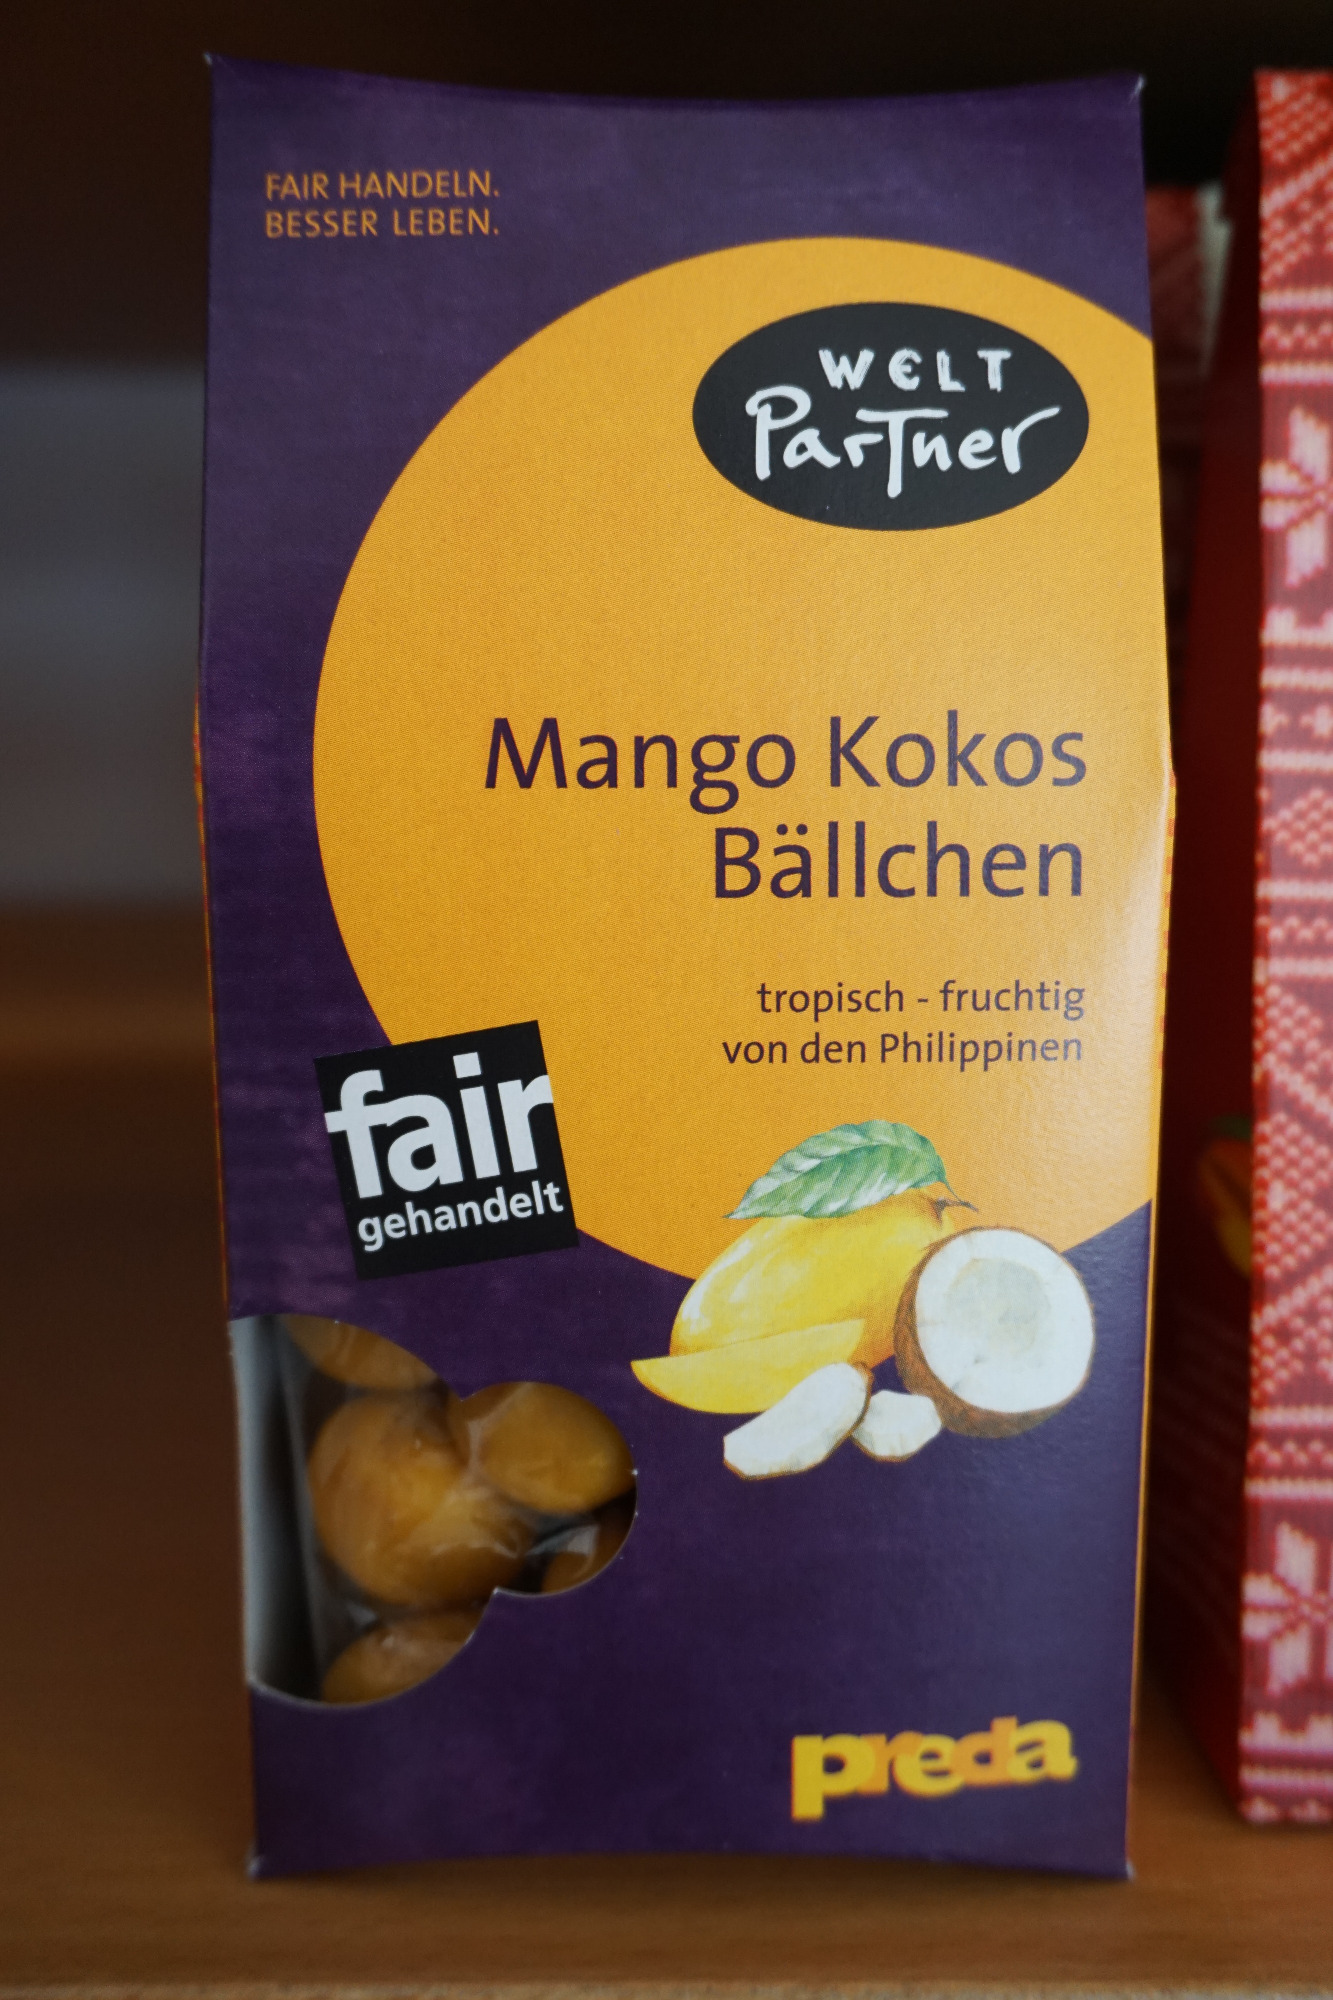 FAIR HANDELN.
BESSER LEBEN.
WELT
Partner
Mango Kokos
Bällchen
tropisch - fruchtig
von den Philippinen
fair
gehandelt
preda